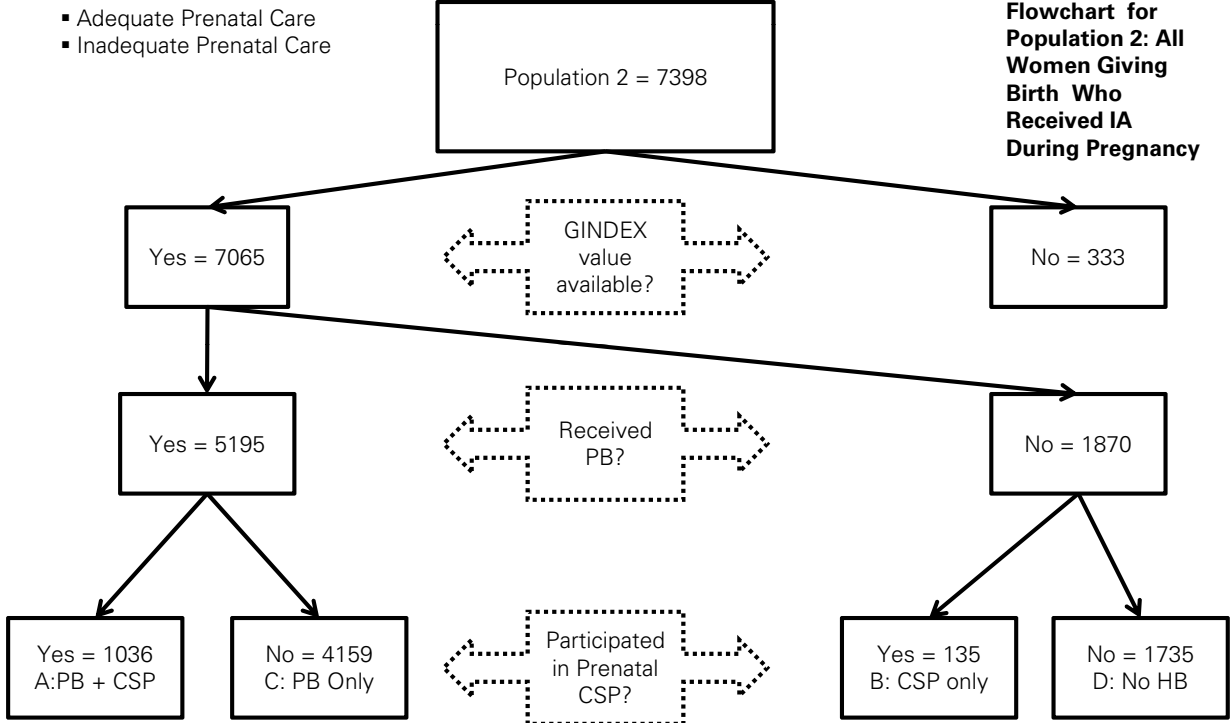 ▪ Adequate Prenatal Care
▪ Inadequate Prenatal Care
Flowchart for
Population 2: All
Women Giving
Birth Who
Received IA
During Pregnancy
Population 2 = 7398
Yes = 7065
GINDEX
value
available?
No = 333
Yes = 5195
Received
PB?
No = 1870
Yes = 1036
A:PB + CSP
No = 4159
C: PB Only
Participated
in Prenatal
CSP?
Yes = 135
B: CSP only
No = 1735
D: No HB